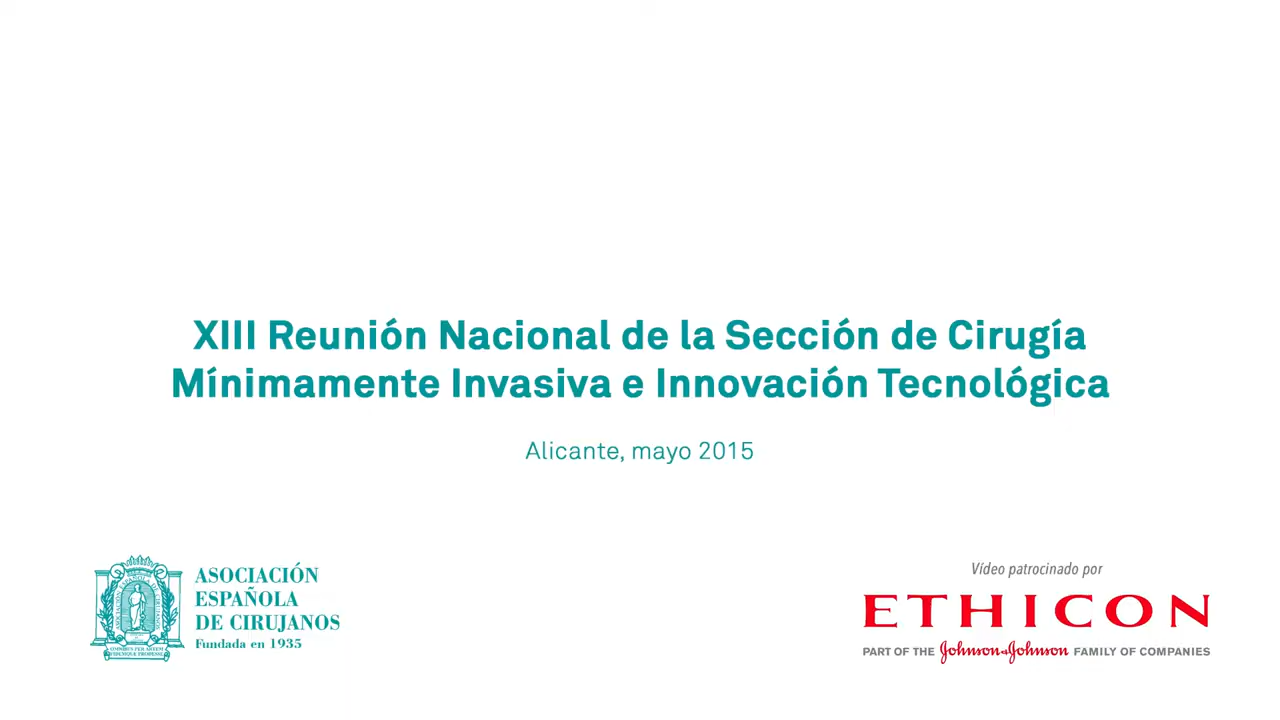 XIII Reunión Nacional de la Sección de Cirugía
Mínimamente Invasiva e Innovación Tecnológica
Alicante, mayo 2015
ASOCIACIÓN
ESPAÑOLA
DE CIRUJANOS
Fundada en 1935
Vídeo patrocinado por
ETHICON
PART OF THE Johnson & Johnson FAMILY OF COMPANIES